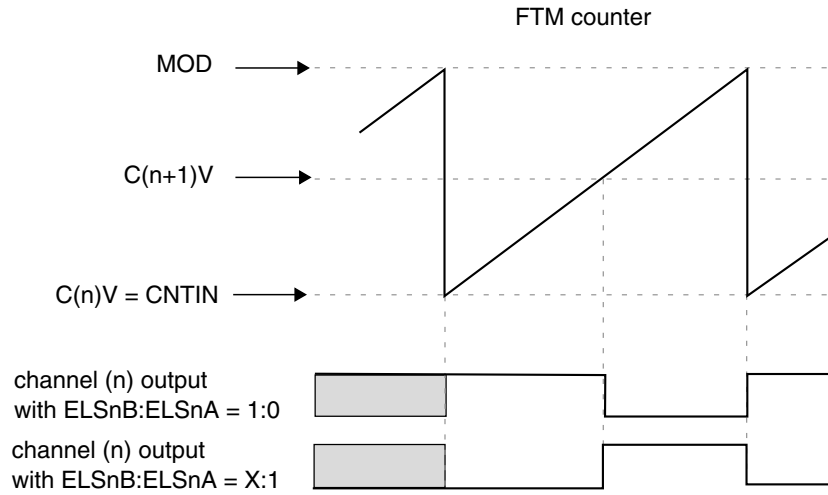 FTM counter
MOD
C(n+1)V
C(n)V = CNTIN
channel (n) output
with ELSnB:ELSnA = 1:0
channel (n) output
with ELSnB:ELSnA = X:1